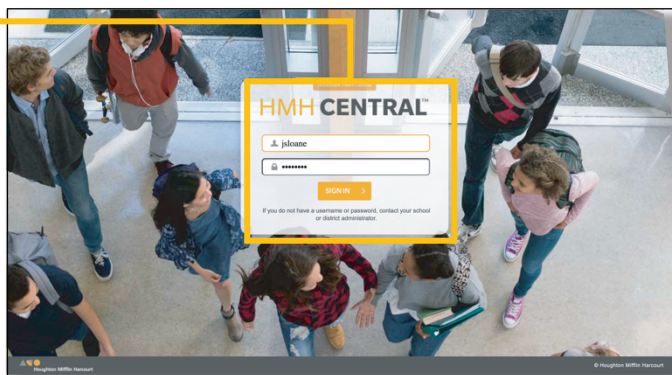 HMH CENTRAL™
jsloane
••••••••
SIGN IN >
If you do not have a username or password, contact your school
or district administrator.
Houghton Mifflin Harcourt
© Houghton Mifflin Harcourt